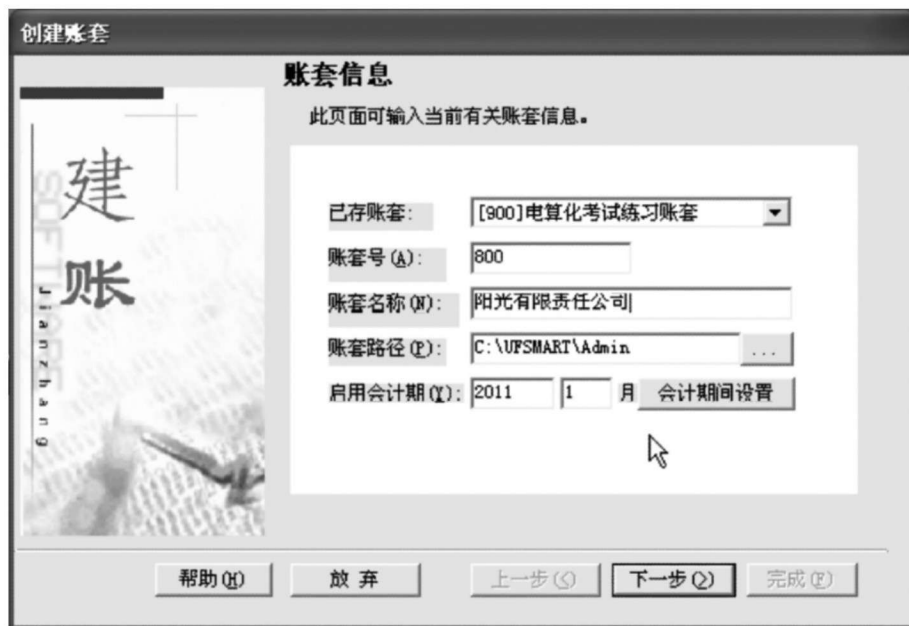 创建账套
账套信息
此页面可输入当前有关账套信息。
建账
Jianzhang
SOFTWARE
已存账套: [900]电算化考试练习账套
账套号(A): 800
账套名称(N): 阳光有限责任公司
账套路径(P): C:\UFSMART\Admin ...
启用会计期(Y): 2011 1 月 会计期间设置
帮助(H) 放弃 上一步(<) 下一步(>) 完成(F)